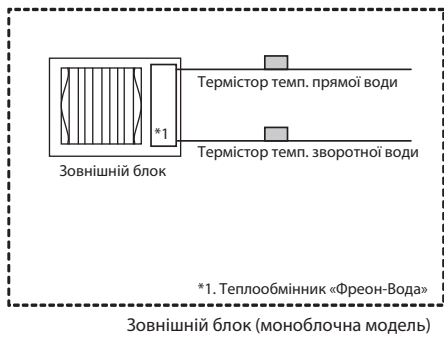 Термістор темп. прямої води
*1
Термістор темп. зворотної води
Зовнішній блок
*1. Теплообмінник «Фреон-Вода»
Зовнішній блок (моноблочна модель)